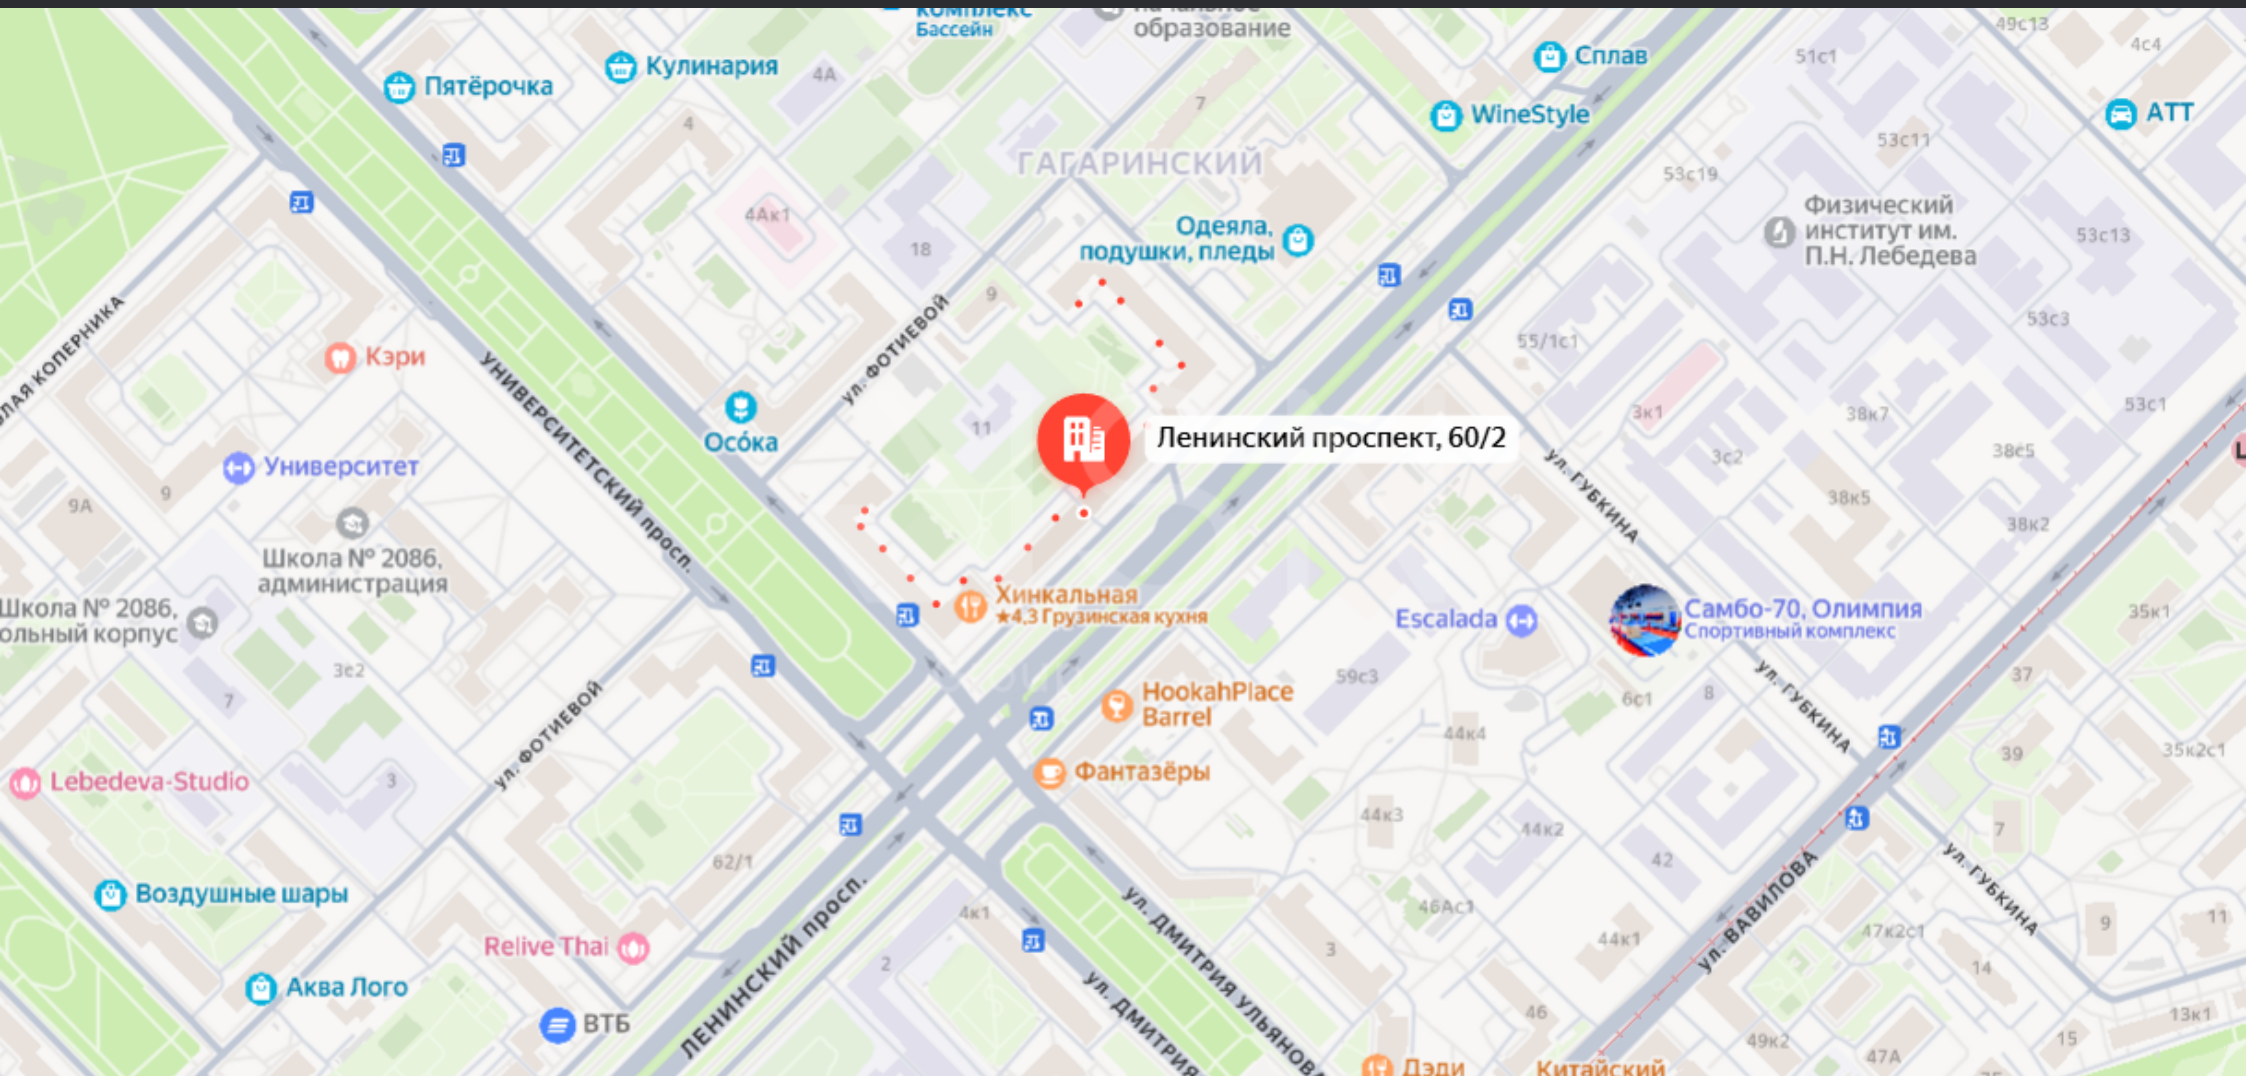 комплекс
Бассейн
начальное
образование
49с13
4с4
Сплав
51с1
Кулинария
4А
Пятёрочка
7
WineStyle
АТТ
4
53с11
ГАГАРИНСКИЙ
53с19
4Ак1
Физический
институт им.
П.Н. Лебедева
Одеяла,
подушки, пледы
53с13
18
9
УЛ. ФОТИЕВОЙ
53с3
55/1с1
Кэри
УНИВЕРСИТЕТСКИЙ просп.
3к1
38к7
53с1
Осо́ка
11
Ленинский проспект, 60/2
38с5
3с2
ул. ГУБКИНА
Университет
9
9А
38к5
38к2
Школа № 2086,
администрация
Хинкальная
★4,3 Грузинская кухня
Escalada
Самбо-70, Олимпия
Спортивный комплекс
35к1
Школа № 2086,
3с2
59с3
37
7
6с1
8
ул. ГУБКИНА
ул. ФОТИЕВОЙ
HookahPlace
Barrel
44к4
39
35к2с1
Lebedeva-Studio
3
Фантазёры
44к3
44к2
7
62/1
42
ул. ГУБКИНА
Воздушные шары
ЛЕНИНСКИЙ просп.
4к1
ул. ДМИТРИЯ УЛЬЯНОВА
46Ас1
ул. ВАВИЛОВА
9
11
Relive Thai
2
3
44к1
47к2с1
14
Аква Лого
ул. ДМИТРИЯ
ВТБ
46
13к1
49к2
47А
15
Дэди
Китайский